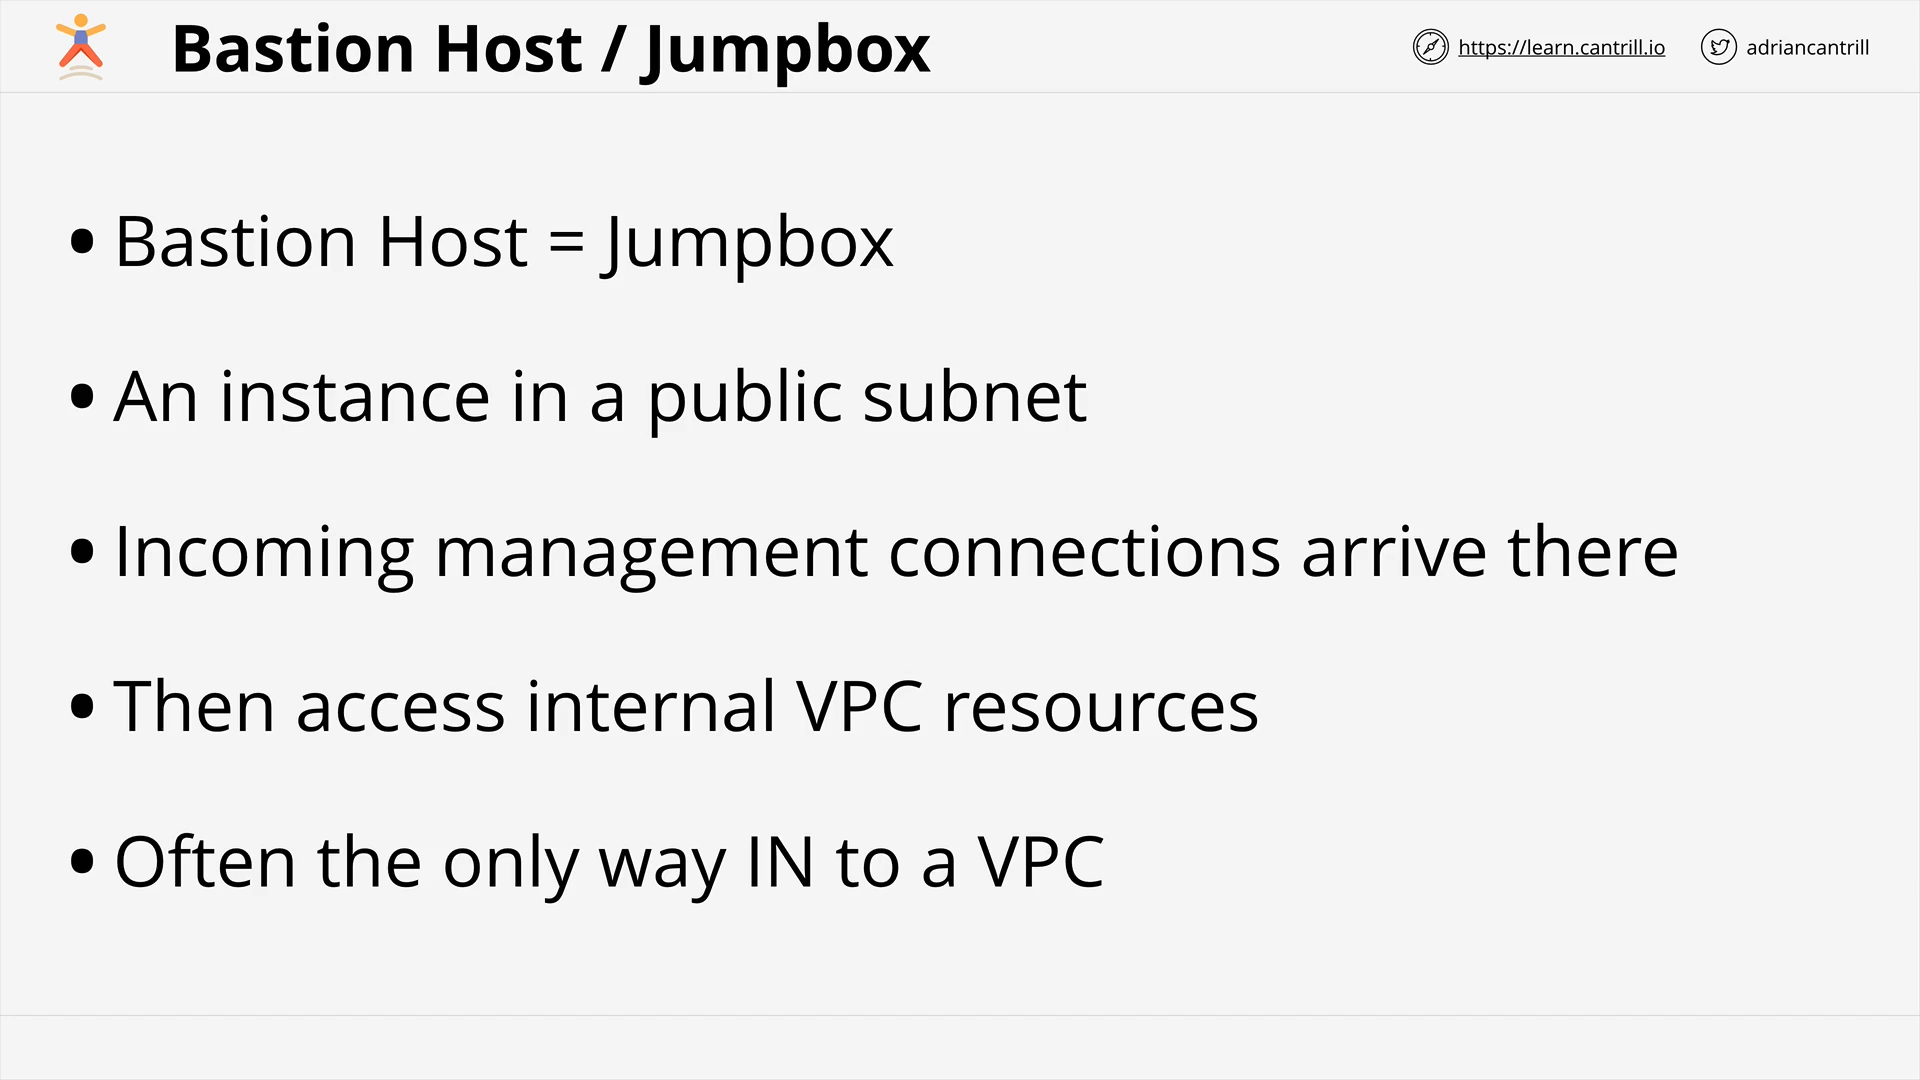 Bastion Host / Jumpbox
https://learn.cantrill.io
adriancantrill
• Bastion Host = Jumpbox
• An instance in a public subnet
• Incoming management connections arrive there
• Then access internal VPC resources
• Often the only way IN to a VPC